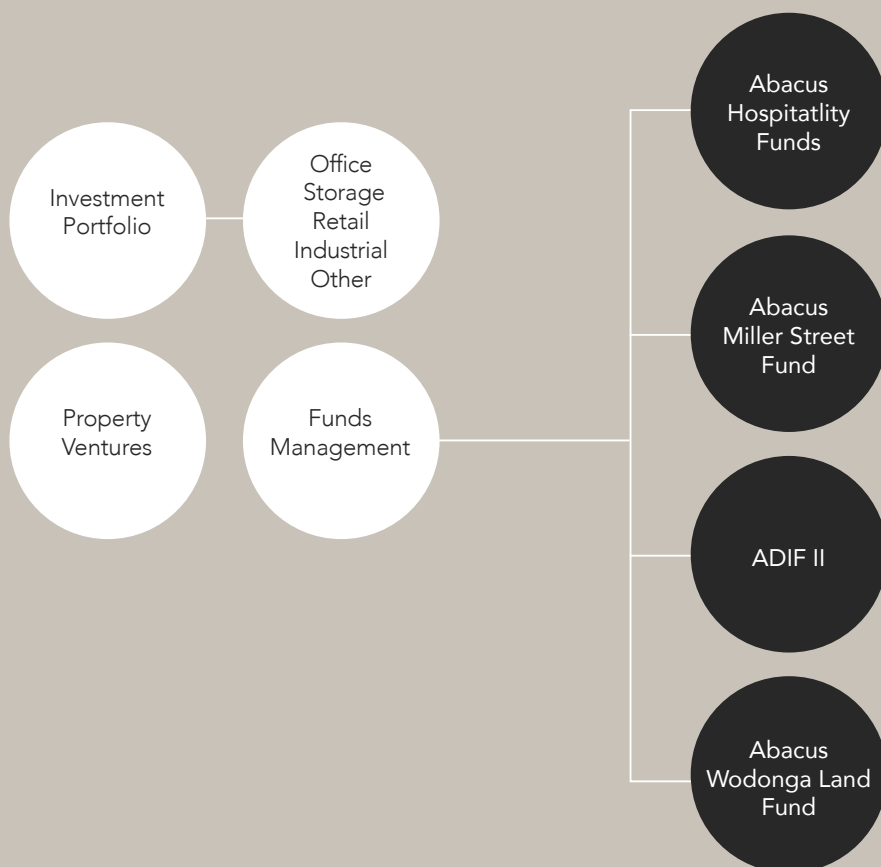 Investment
Portfolio
Office
Storage
Retail
Industrial
Other
Property
Ventures
Funds
Management
Abacus
Hospitatlity
Funds
Abacus
Miller Street
Fund
ADIF II
Abacus
Wodonga Land
Fund